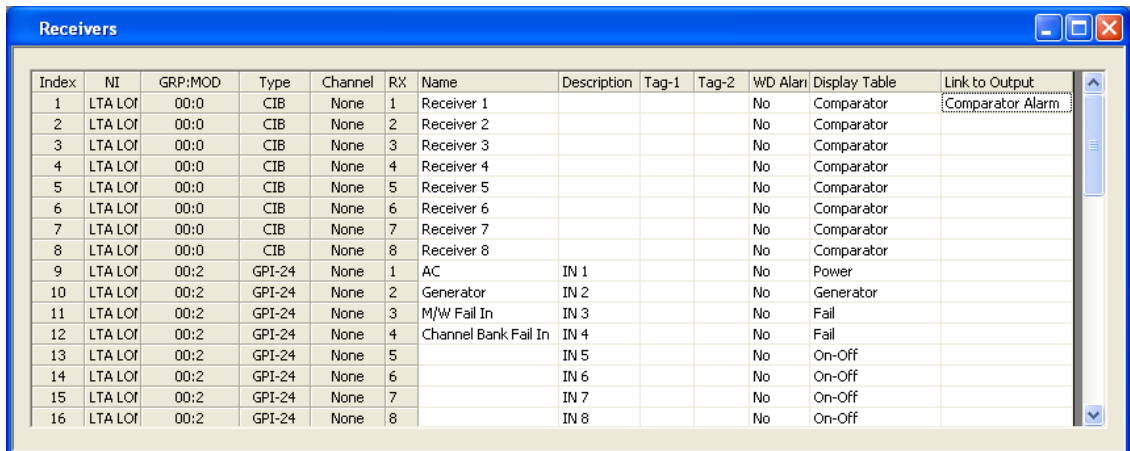 Receivers
Index NI GRP:MOD Type Channel RX Name Description Tag-1 Tag-2 WD Aları Display Table Link to Output
1 LTA LOI 00:0 CIB None 1 Receiver 1 No Comparator Comparator Alarm
2 LTA LOI 00:0 CIB None 2 Receiver 2 No Comparator
3 LTA LOI 00:0 CIB None 3 Receiver 3 No Comparator
4 LTA LOI 00:0 CIB None 4 Receiver 4 No Comparator
5 LTA LOI 00:0 CIB None 5 Receiver 5 No Comparator
6 LTA LOI 00:0 CIB None 6 Receiver 6 No Comparator
7 LTA LOI 00:0 CIB None 7 Receiver 7 No Comparator
8 LTA LOI 00:0 CIB None 8 Receiver 8 No Comparator
9 LTA LOI 00:2 GPI-24 None 1 AC IN 1 No Power
10 LTA LOI 00:2 GPI-24 None 2 Generator IN 2 No Generator
11 LTA LOI 00:2 GPI-24 None 3 M/W Fail In IN 3 No Fail
12 LTA LOI 00:2 GPI-24 None 4 Channel Bank Fail In IN 4 No Fail
13 LTA LOI 00:2 GPI-24 None 5 IN 5 No On-Off
14 LTA LOI 00:2 GPI-24 None 6 IN 6 No On-Off
15 LTA LOI 00:2 GPI-24 None 7 IN 7 No On-Off
16 LTA LOI 00:2 GPI-24 None 8 IN 8 No On-Off